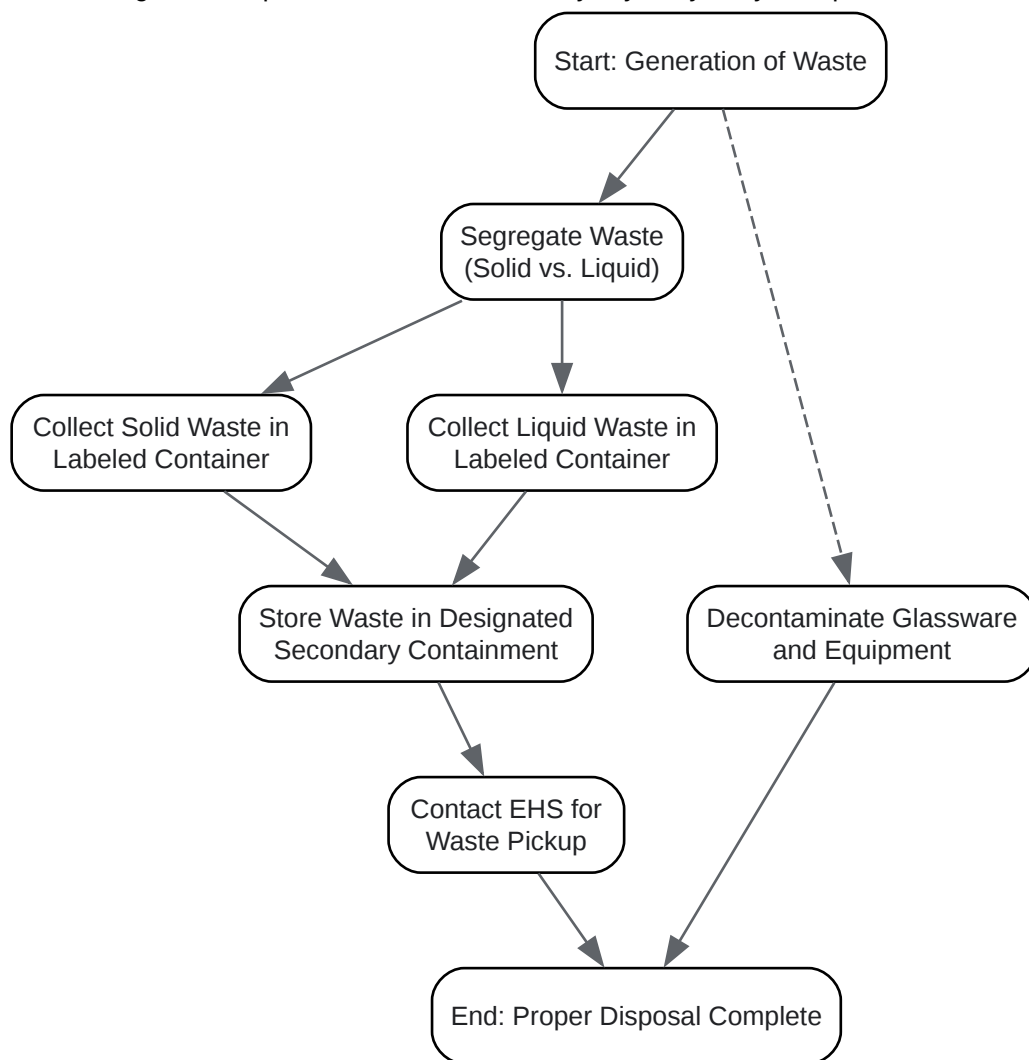 Start: Generation of Waste
Segregate Waste
(Solid vs. Liquid)
Collect Solid Waste in
Labeled Container
Collect Liquid Waste in
Labeled Container
Store Waste in Designated
Secondary Containment
Decontaminate Glassware
and Equipment
Contact EHS for
Waste Pickup
End: Proper Disposal Complete